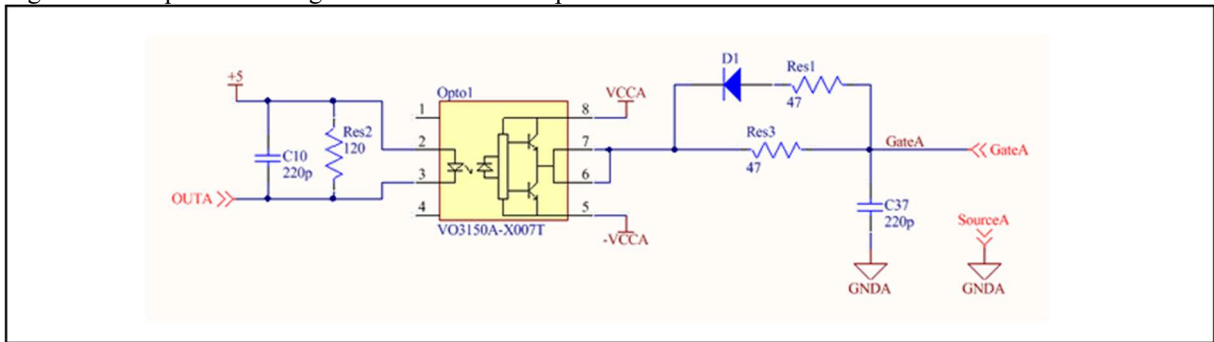 +5
C10
220p
Res2
120
OUTA
Opto1
1
2
3
4
8
7
6
5
VO3150A-X007T
VCCA
-VCCA
D1
Res1
47
Res3
47
GateA
GateA
C37
220p
GNDA
SourceA
GNDA